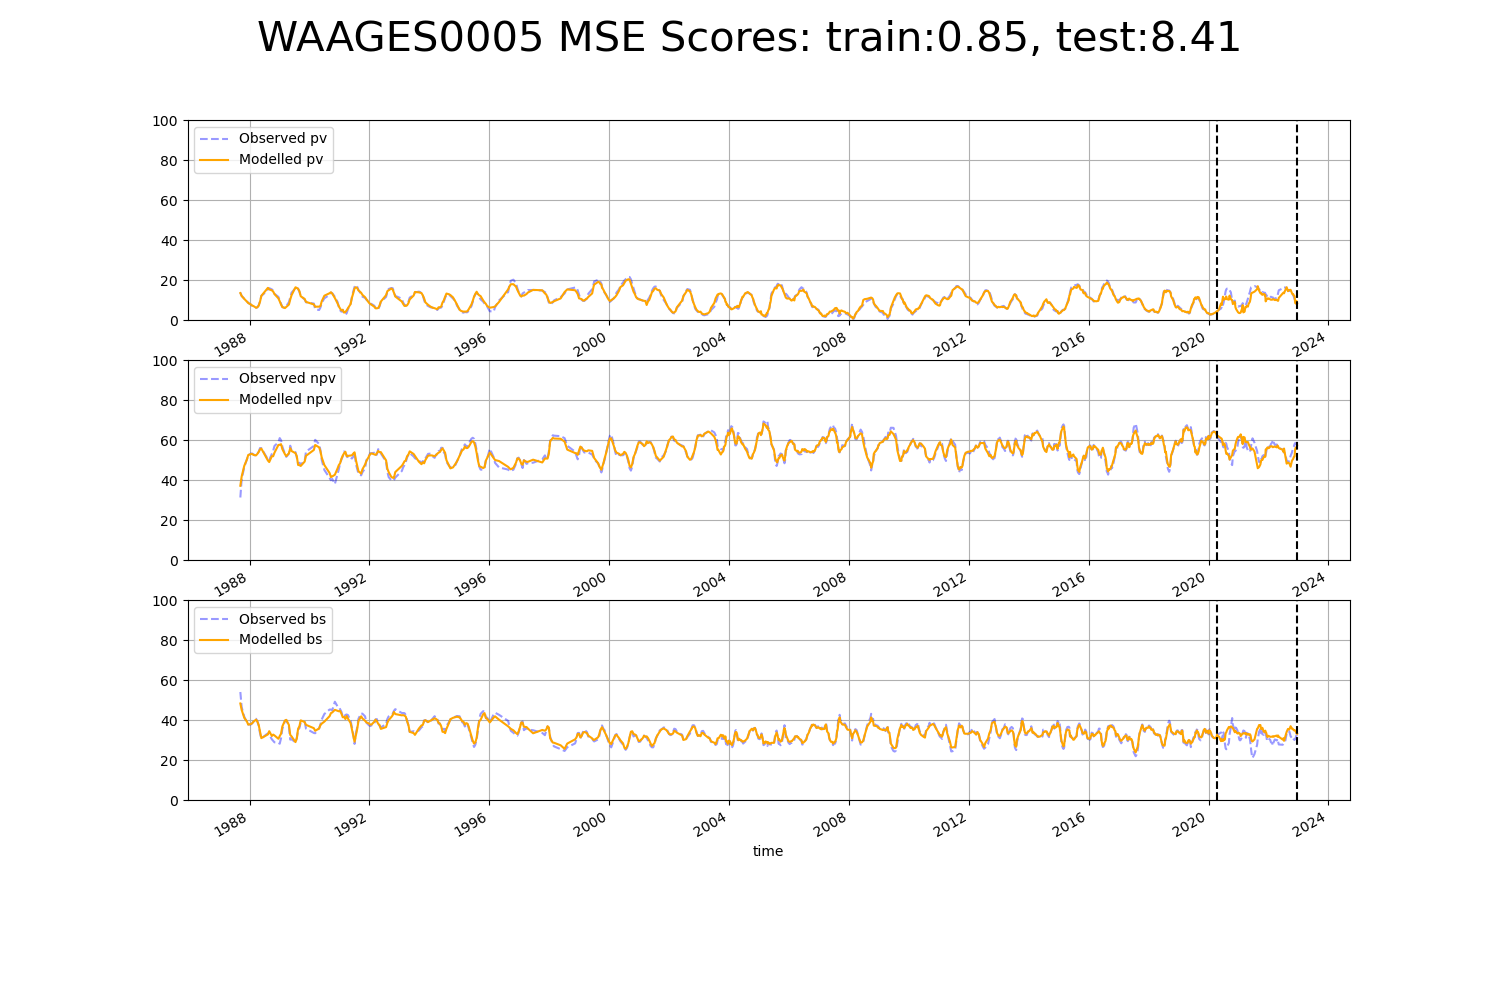 WAAGES0005 MSE Scores: train:0.85, test:8.41
100
80
60
40
20
0
Observed pv
Modelled pv
1988 1992 1996 2000 2004 2008 2012 2016 2020 2024
100
80
60
40
20
0
Observed npv
Modelled npv
1988 1992 1996 2000 2004 2008 2012 2016 2020 2024
100
80
60
40
20
0
Observed bs
Modelled bs
1988 1992 1996 2000 2004 2008 2012 2016 2020 2024
time